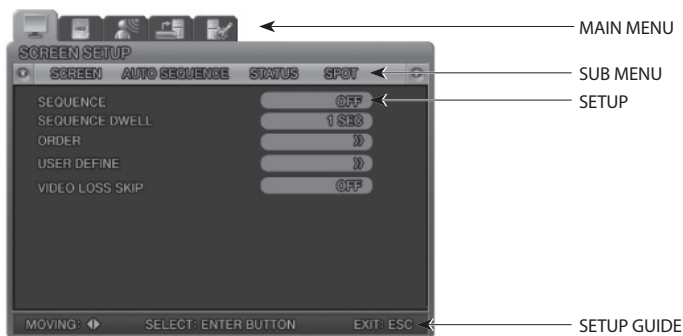 MAIN MENU
SCREEN SETUP
SCREEN AUTO SEQUENCE STATUS SPOT
SUB MENU
SEQUENCE OFF
SETUP
SEQUENCE DWELL 1 SEC
ORDER »
USER DEFINE »
VIDEO LOSS SKIP OFF
MOVING: ◀▶ SELECT: ENTER BUTTON EXIT: ESC
SETUP GUIDE